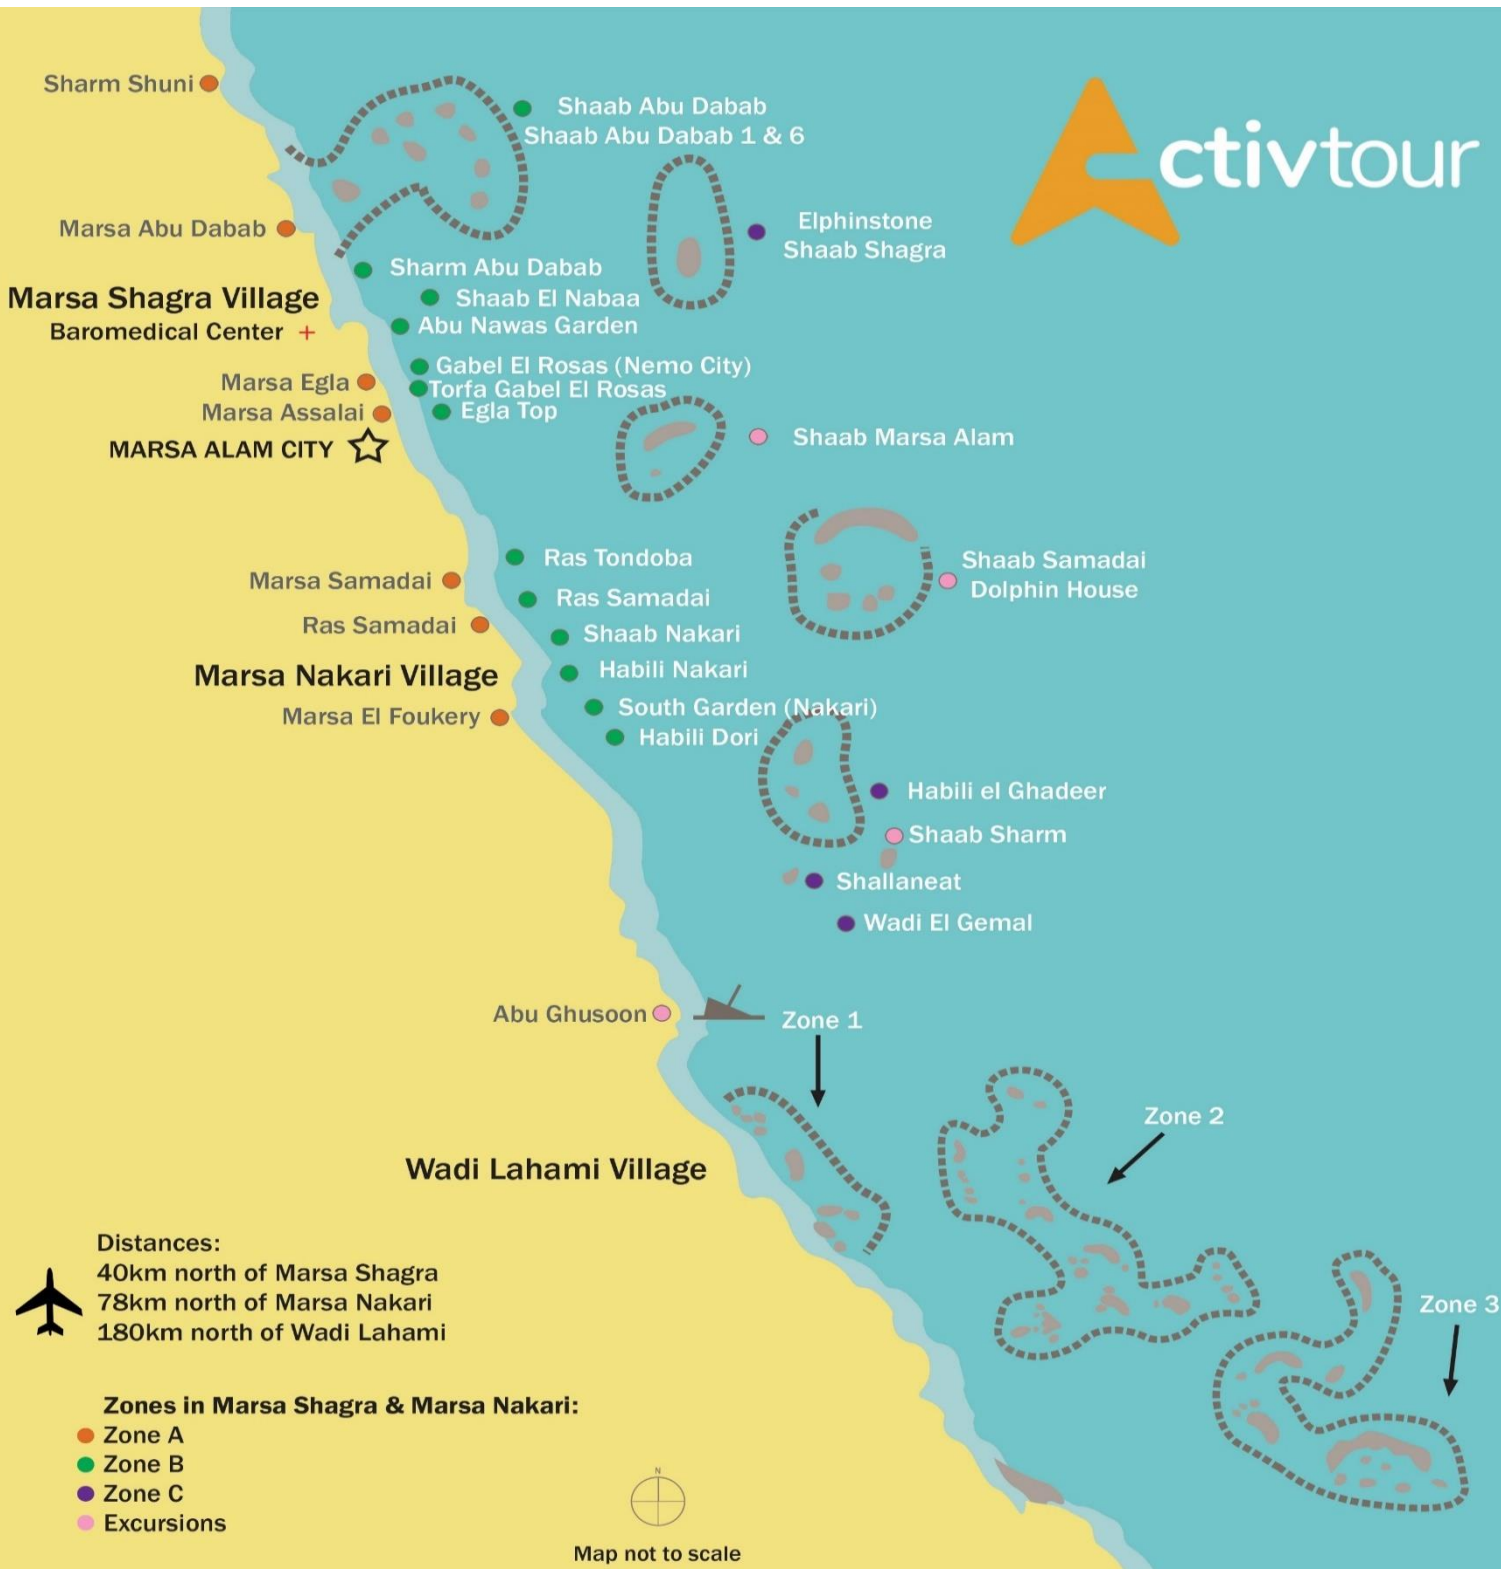 Sharm Shuni
Shaab Abu Dabab
Shaab Abu Dabab 1 & 6
ctivtour
Marsa Abu Dabab
Elphinstone
Shaab Shagra
Sharm Abu Dabab
Marsa Shagra Village
Shaab El Nabaa
Baromedical Center +
Abu Nawas Garden
Gabel El Rosas (Nemo City)
Marsa Egla
Torfa Gabel El Rosas
Marsa Assalai
Egla Top
MARSA ALAM CITY
Shaab Marsa Alam
Ras Tondoba
Shaab Samadai
Dolphin House
Marsa Samadai
Ras Samadai
Ras Samadai
Shaab Nakari
Marsa Nakari Village
Habili Nakari
Marsa El Foukery
South Garden (Nakari)
Habili Dori
Habili el Ghadeer
Shaab Sharm
Shallaneat
Wadi El Gemal
Abu Ghusoon
Zone 1
Zone 2
Wadi Lahami Village
Zone 3
Distances:
40km north of Marsa Shagra
78km north of Marsa Nakari
180km north of Wadi Lahami
Zones in Marsa Shagra & Marsa Nakari:
Zone A
Zone B
Zone C
Excursions
N
Map not to scale